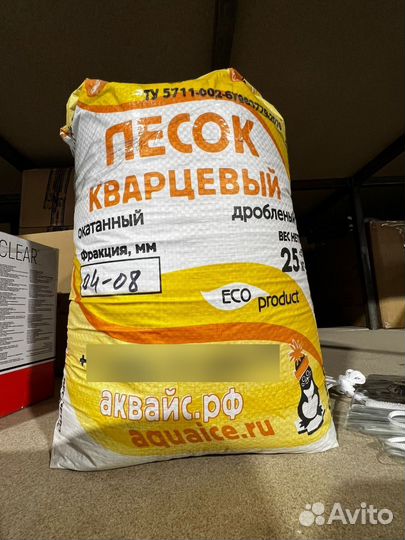 ТУ 5711-002-
ПЕСОК
КВАРЦЕВЫЙ
окатанный дробленый
Фракция, мм
04-08
ВЕС НЕТ
25
ECO product
+
аквайс.рф
aquaice.ru
CLEAR
Avito